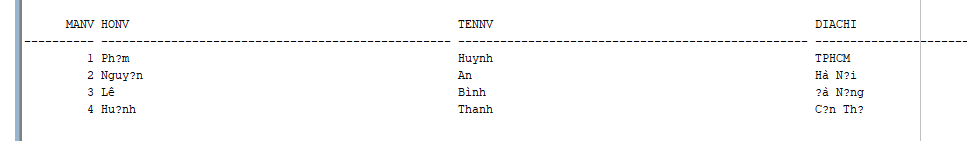 MANV HONV TENNV DIACHI
---------- -------------------------------------------------- -------------------------------------------------- ----------------------
1 Ph?m Huynh TPHCM
2 Nguy?n An Hà N?i
3 Lê Bình ?à N?ng
4 Hu?nh Thanh C?n Th?